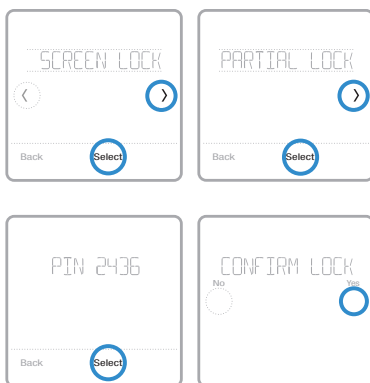 SCREEN LOCK
Back Select
PARTIAL LOCK
Back Select
PIN 2436
Back Select
CONFIRM LOCK
No Yes